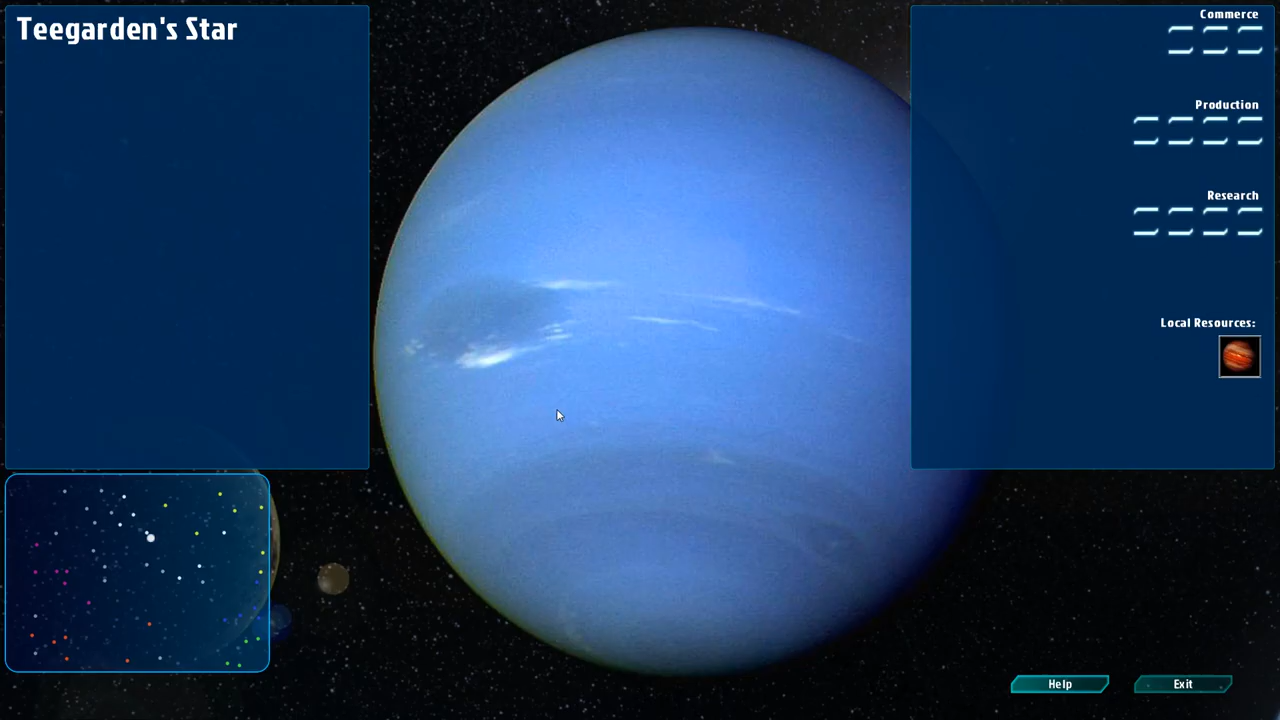 Teegarden's Star
Commerce
Production
Research
Local Resources:
Help
Exit